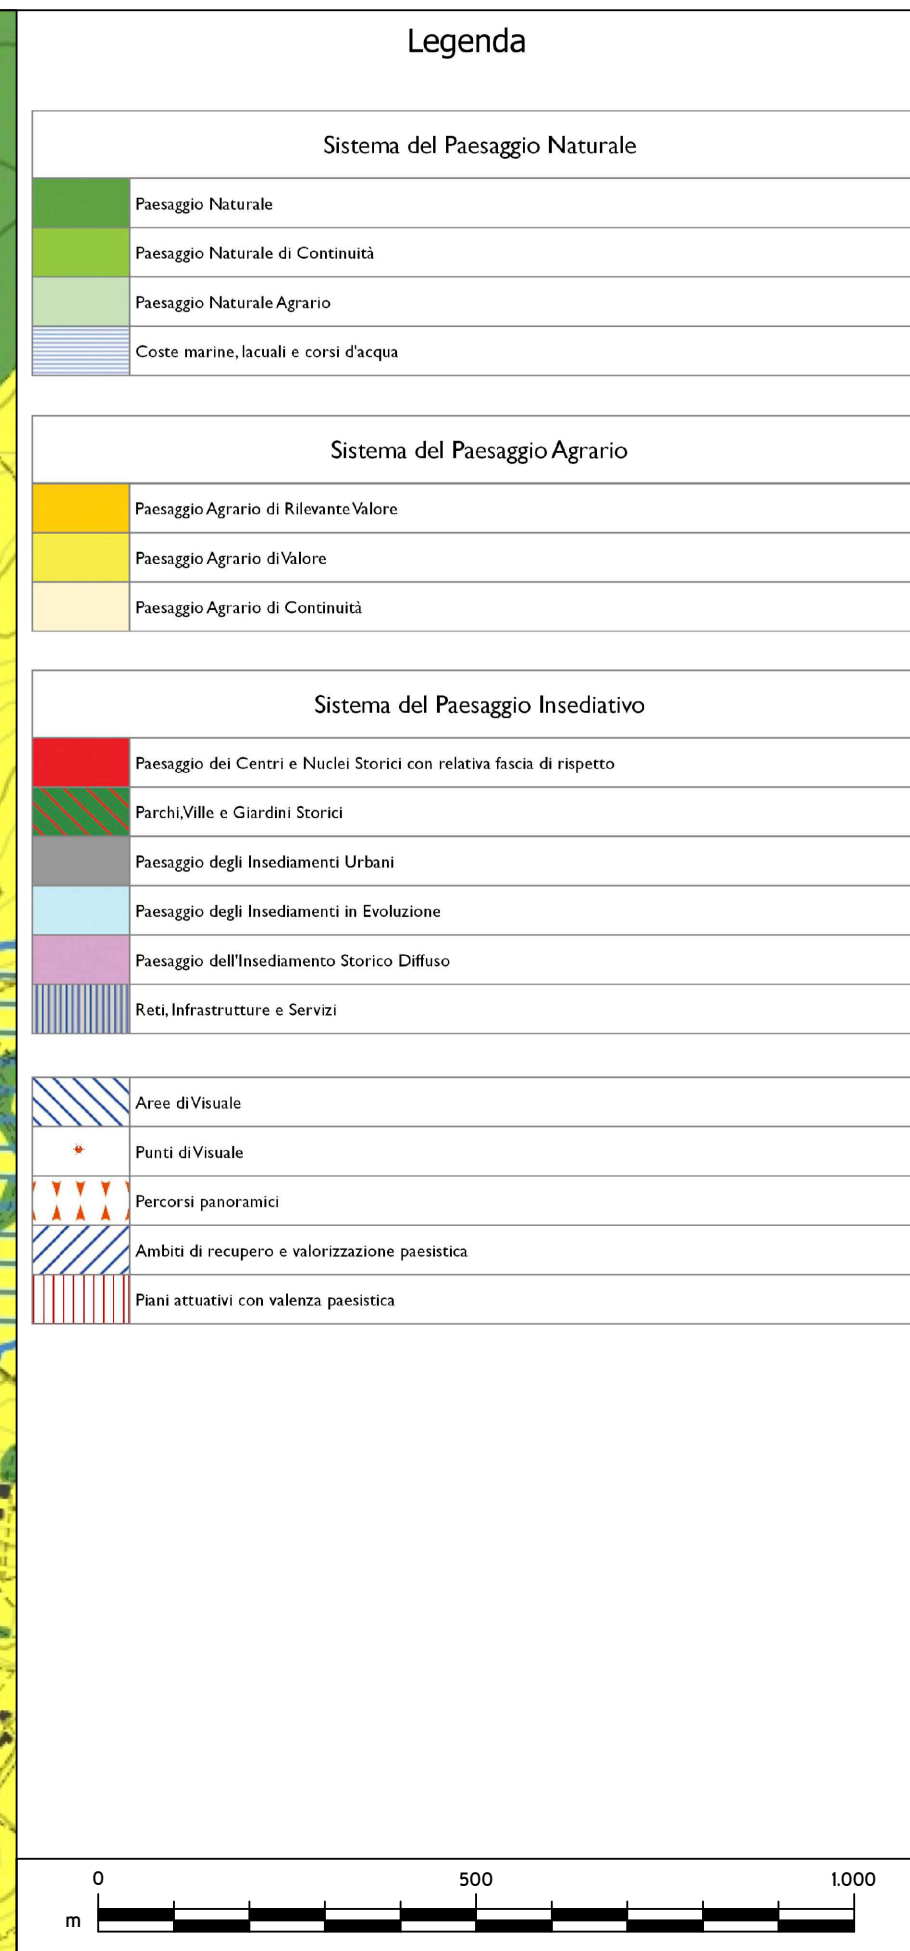 Legenda
Sistema del Paesaggio Naturale
Paesaggio Naturale
Paesaggio Naturale di Continuità
Paesaggio Naturale Agrario
Coste marine, lacuali e corsi d'acqua
Sistema del Paesaggio Agrario
Paesaggio Agrario di Rilevante Valore
Paesaggio Agrario di Valore
Paesaggio Agrario di Continuità
Sistema del Paesaggio Insediativo
Paesaggio dei Centri e Nuclei Storici con relativa fascia di rispetto
Parchi, Ville e Giardini Storici
Paesaggio degli Insediamenti Urbani
Paesaggio degli Insediamenti in Evoluzione
Paesaggio dell'Insediamento Storico Diffuso
Reti, Infrastrutture e Servizi
Aree di Visuale
Punti di Visuale
Percorsi panoramici
Ambiti di recupero e valorizzazione paesistica
Piani attuativi con valenza paesistica
0 500 1.000
m